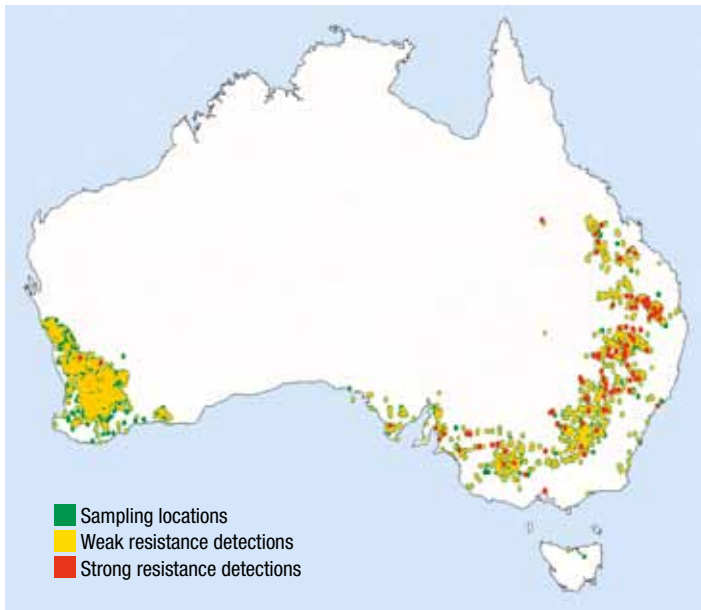 Sampling locations
Weak resistance detections
Strong resistance detections